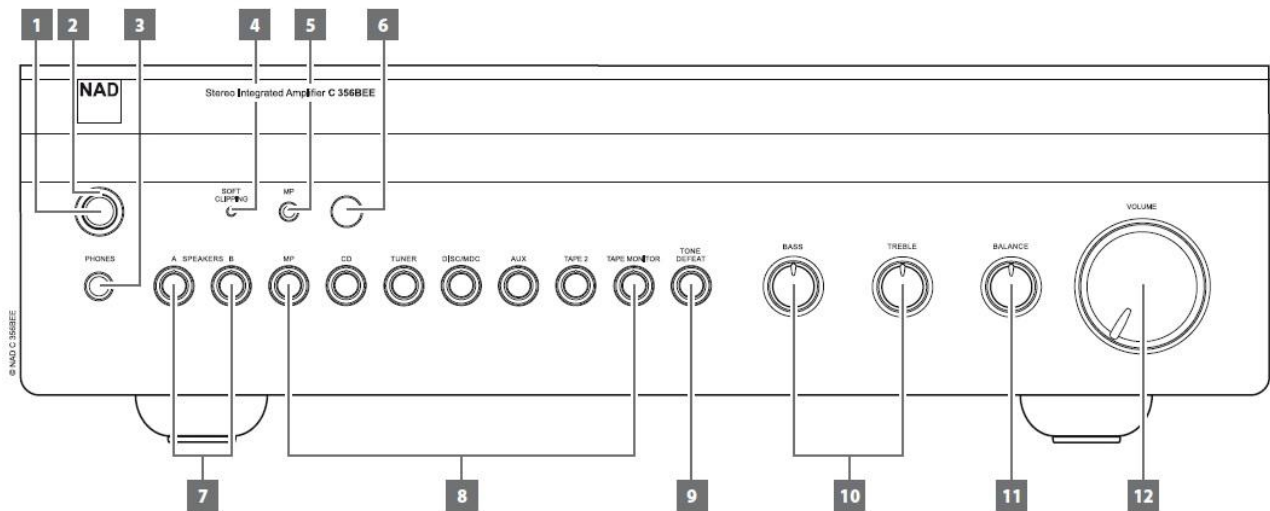 1 2 3 4 5 6
NAD
Stereo Integrated Amplifier C 356BEE
SOFT
CLIPPING
MP
VOLUME
PHONES
A SPEAKERS B
MP
CD
TUNER
DISC/MDC
AUX
TAPE 2
TAPE MONITOR
TONE
DEFEAT
BASS
TREBLE
BALANCE
© NAD C 356BEE
7 8 9 10 11 12